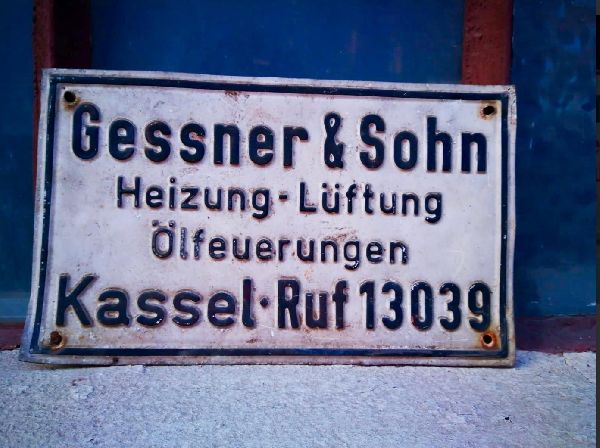 Gessner & Sohn
Heizung - Lüftung
Ölfeuerungen
Kassel · Ruf 13039